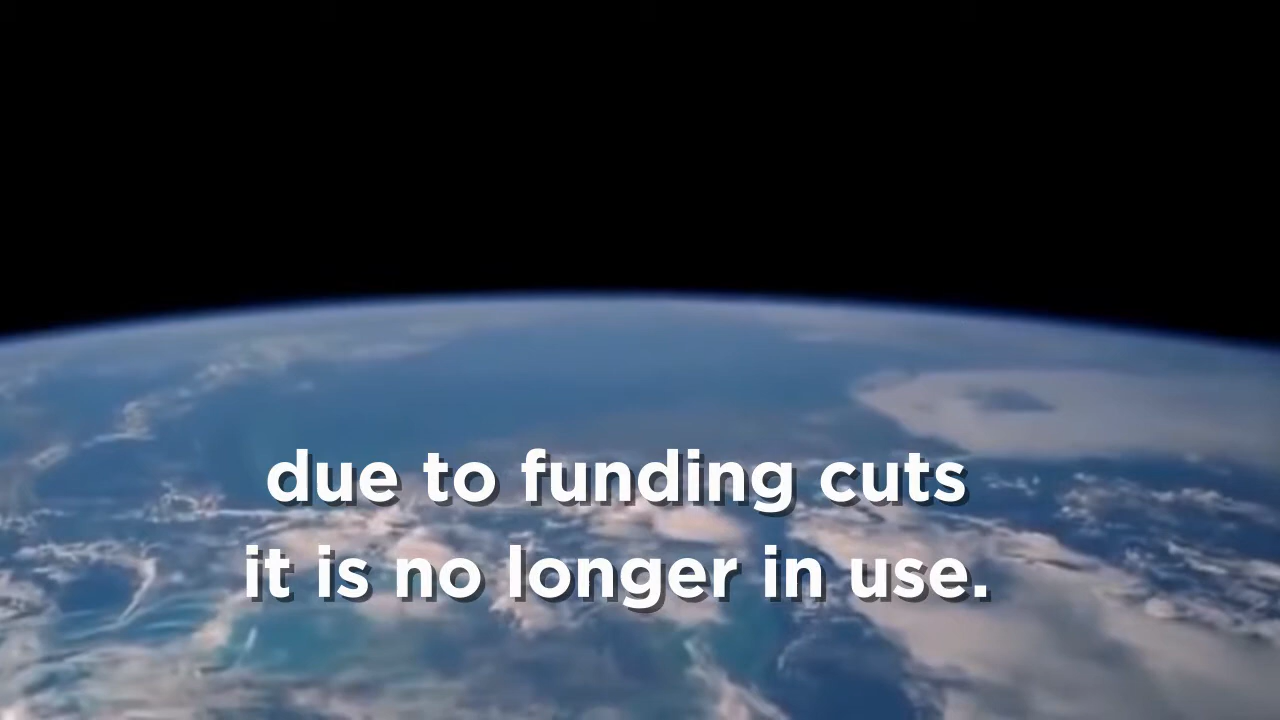 due to funding cuts
it is no longer in use.